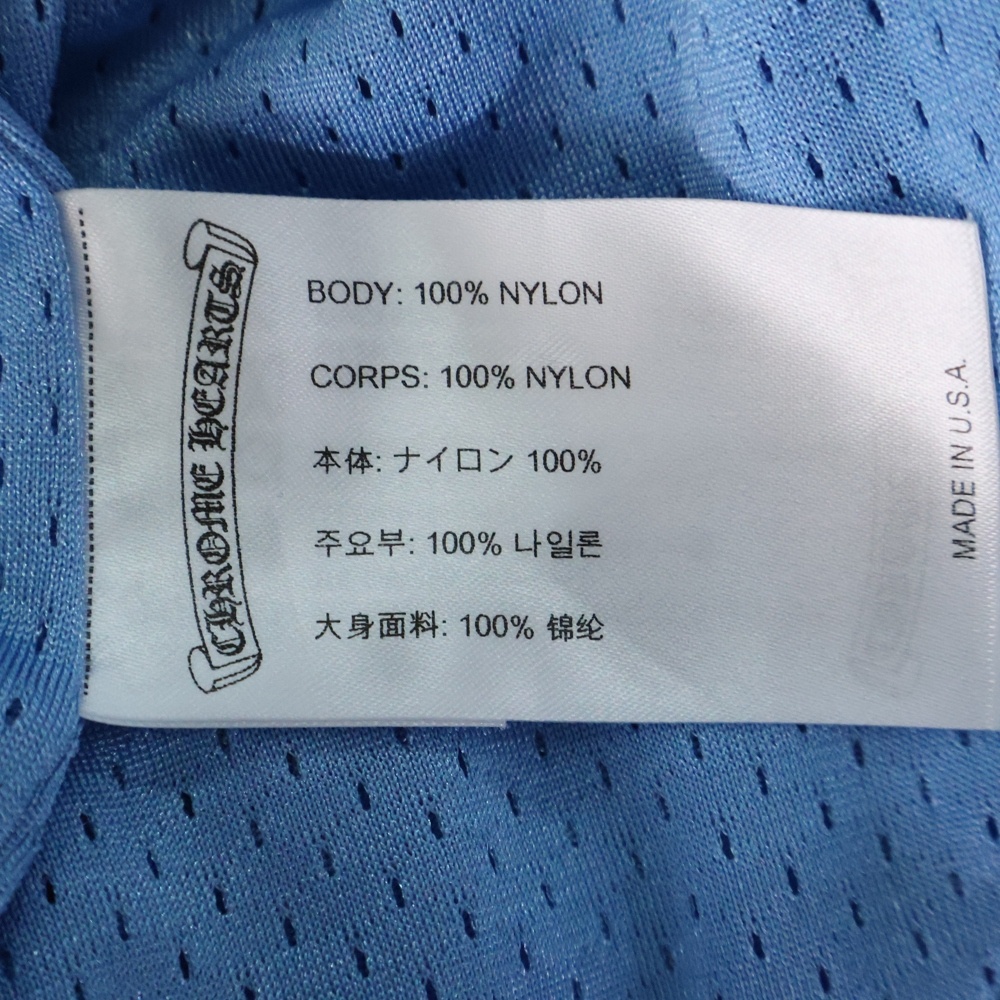 CHROME HEARTS
BODY: 100% NYLON
CORPS: 100% NYLON
本体: ナイロン 100%
주요부: 100% 나일론
大身面料: 100% 锦纶
MADE IN U.S.A.